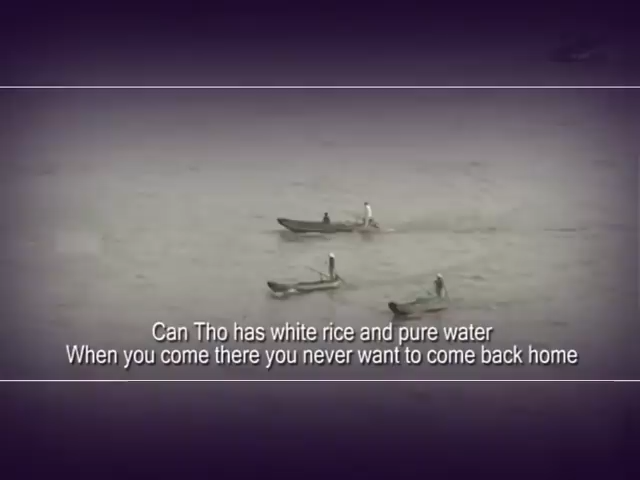 Can Tho has white rice and pure water
When you come there you never want to come back home